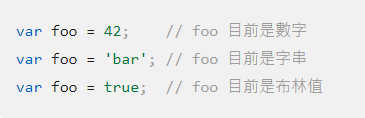 var foo = 42;    // foo 目前是數字
var foo = 'bar'; // foo 目前是字串
var foo = true;  // foo 目前是布林值